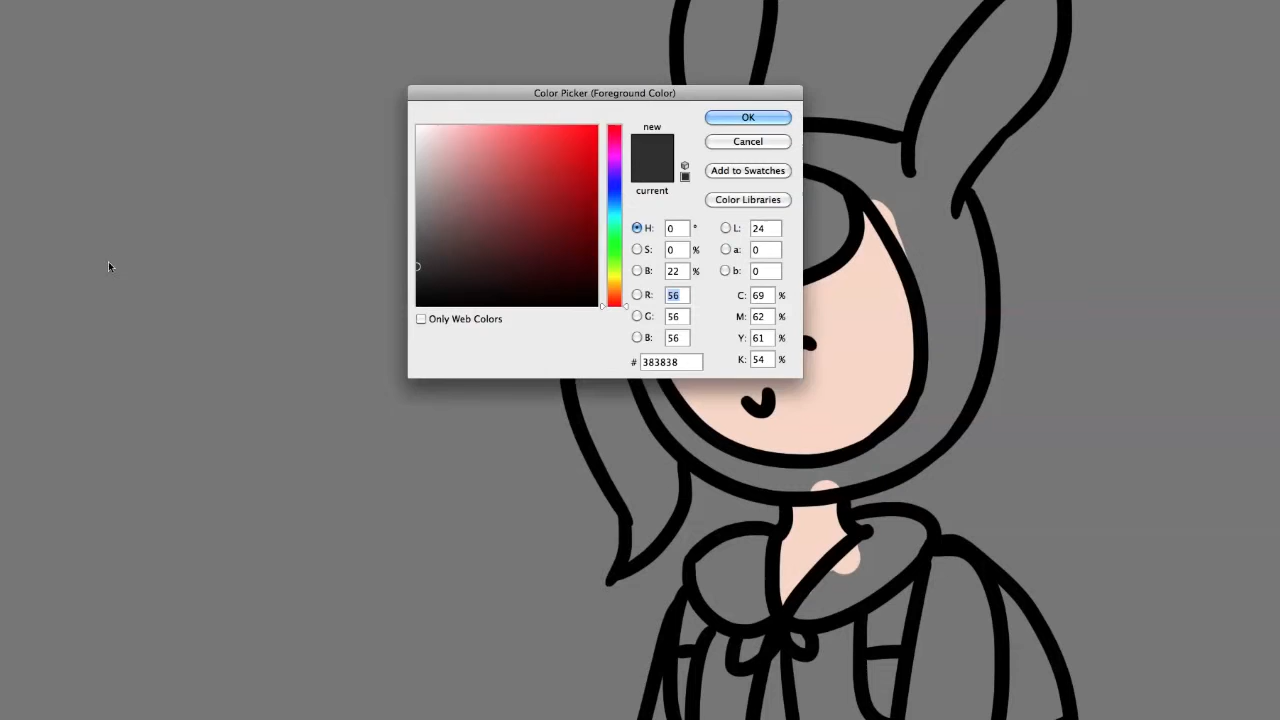 Color Picker (Foreground Color)
new
current
OK
Cancel
Add to Swatches
Color Libraries
H: 0 °
S: 0 %
B: 22 %
R: 56
G: 56
B: 56
# 383838
L: 24
a: 0
b: 0
C: 69 %
M: 62 %
Y: 61 %
K: 54 %
Only Web Colors